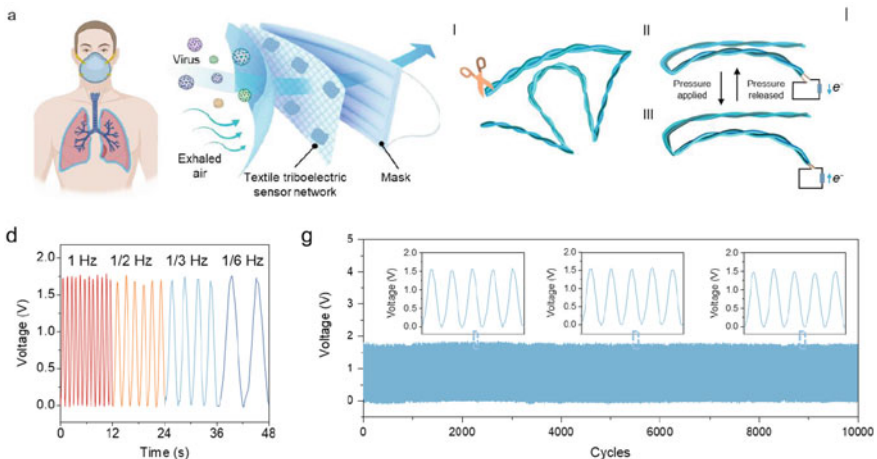 a
Virus
Exhaled
air
Textile triboelectric
sensor network
Mask
I
II
Pressure
applied
Pressure
released
e⁻
III
e⁻
d
Voltage (V)
2.0
1.5
1.0
0.5
0.0
1 Hz
1/2 Hz
1/3 Hz
1/6 Hz
0
12
24
36
48
Time (s)
g
Voltage (V)
5
4
3
2
1
0
Voltage (V)
2.0
1.5
1.0
0.5
0.0
Voltage (V)
2.0
1.5
1.0
0.5
0.0
Voltage (V)
2.0
1.5
1.0
0.5
0.0
0
2000
4000
6000
8000
10000
Cycles